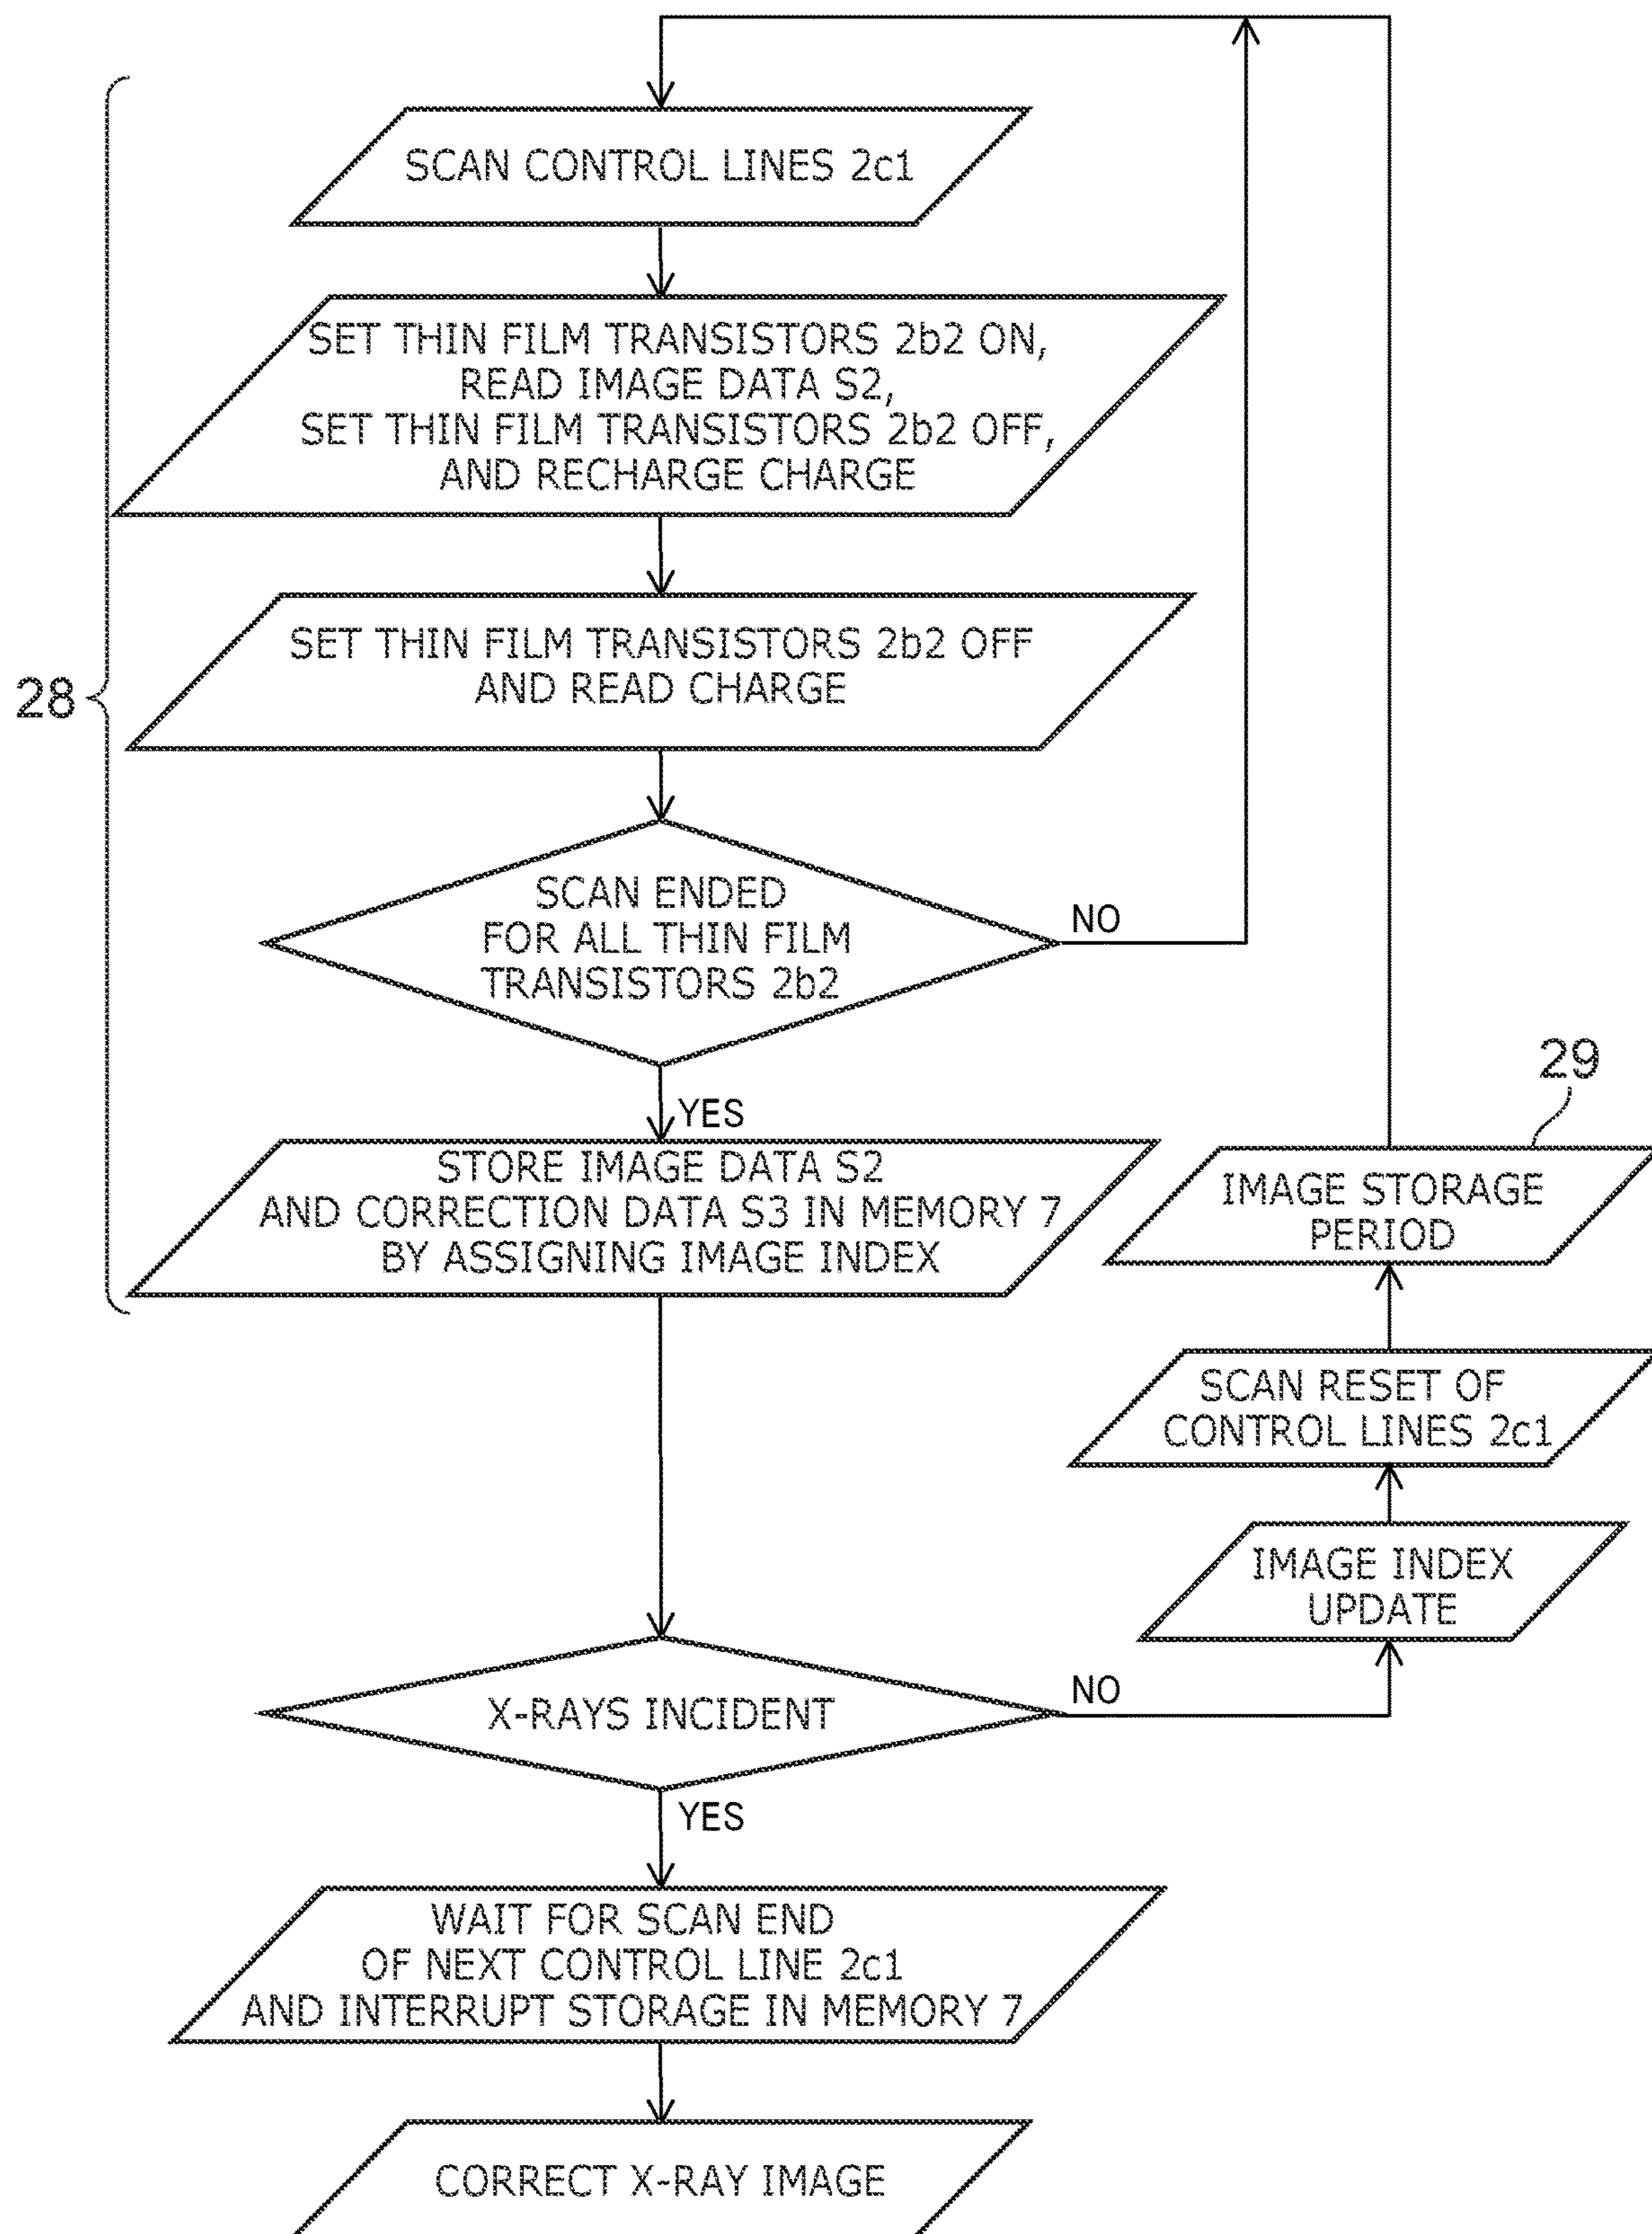 SCAN CONTROL LINES 2c1
SET THIN FILM TRANSISTORS 2b2 ON,
READ IMAGE DATA S2,
SET THIN FILM TRANSISTORS 2b2 OFF,
AND RECHARGE CHARGE
SET THIN FILM TRANSISTORS 2b2 OFF
AND READ CHARGE
28
SCAN ENDED
FOR ALL THIN FILM
TRANSISTORS 2b2
NO
YES
STORE IMAGE DATA S2
AND CORRECTION DATA S3 IN MEMORY 7
BY ASSIGNING IMAGE INDEX
29
IMAGE STORAGE
PERIOD
SCAN RESET OF
CONTROL LINES 2c1
IMAGE INDEX
UPDATE
X-RAYS INCIDENT
NO
YES
WAIT FOR SCAN END
OF NEXT CONTROL LINE 2c1
AND INTERRUPT STORAGE IN MEMORY 7
CORRECT X-RAY IMAGE